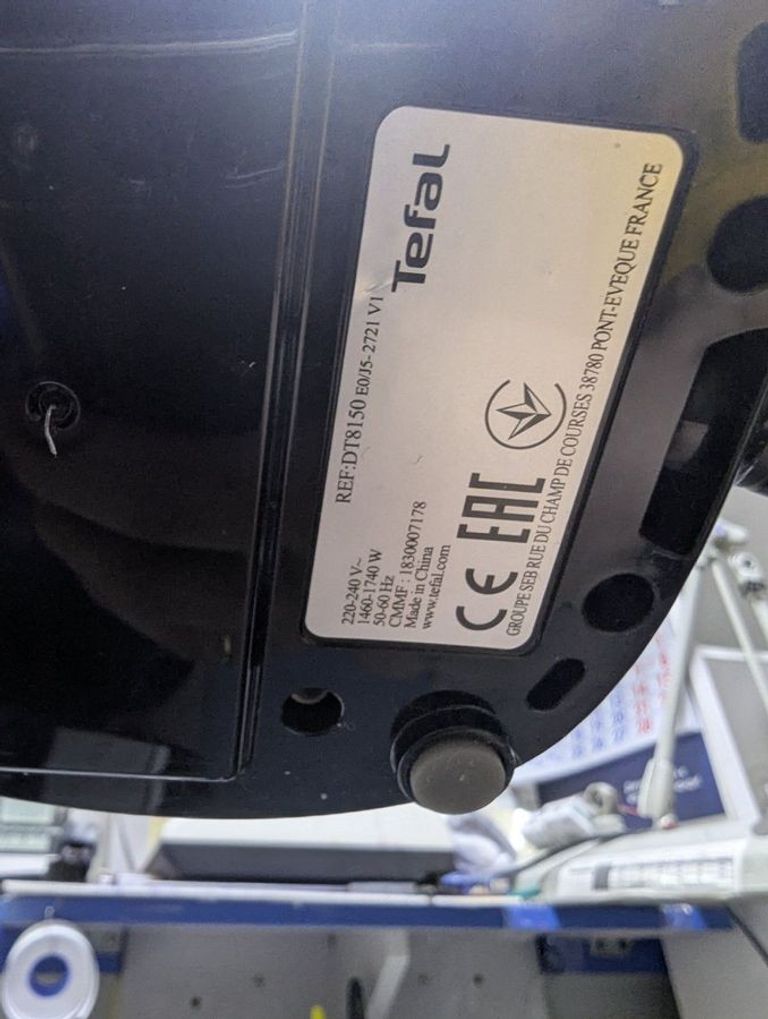 Tefal
REF:DT8150 E0/J5- 2721 V1
220-240 V~
1460-1740 W
50-60 Hz
CMMF : 1830007178
Made in China
www.tefal.com
CE EAC
GROUPE SEB RUE DU CHAMP DE COURSES 38780 PONT-EVEQUE FRANCE